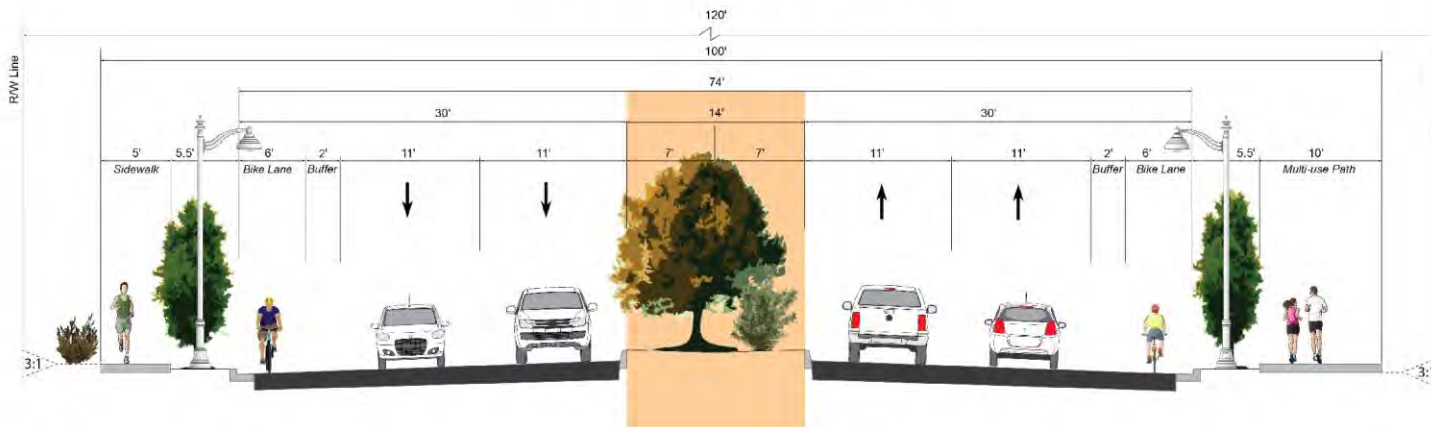 120'
R/W Line
100'
74'
30' 14' 30'
5' 5.5' 6' 2' 11' 11' 7' 7' 11' 11' 2' 6' 5.5' 10'
Sidewalk Bike Lane Buffer Buffer Bike Lane Multi-use Path
3:1 3: